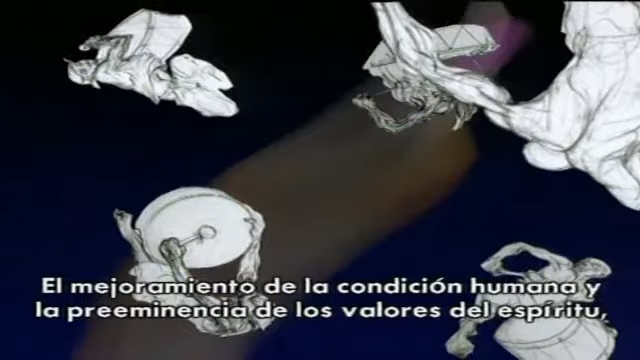 El mejoramiento de la condición humana y
la preeminencia de los valores del espíritu,